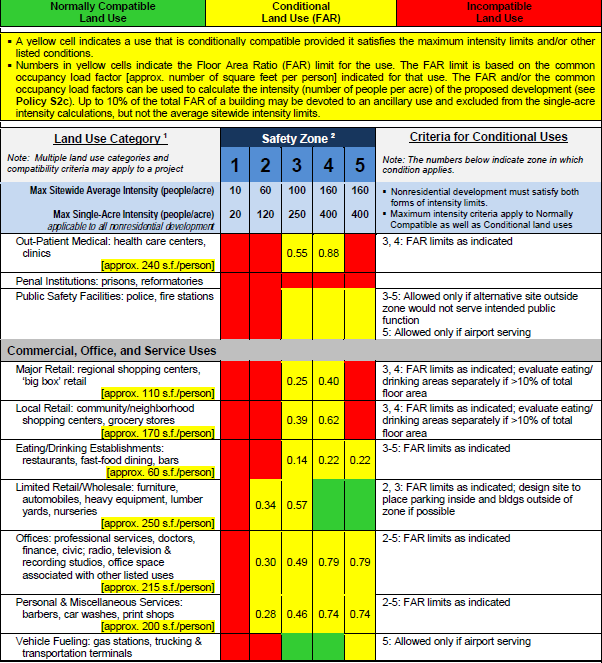 Normally Compatible
Land Use
Conditional
Land Use (FAR)
Incompatible
Land Use
▪ A yellow cell indicates a use that is conditionally compatible provided it satisfies the maximum intensity limits and/or other
listed conditions.
▪ Numbers in yellow cells indicate the Floor Area Ratio (FAR) limit for the use. The FAR limit is based on the common
occupancy load factor [approx. number of square feet per person] indicated for that use. The FAR and/or the common
occupancy load factors can be used to calculate the intensity (number of people per acre) of the proposed development (see
Policy S2c). Up to 10% of the total FAR of a building may be devoted to an ancillary use and excluded from the single-acre
intensity calculations, but not the average sitewide intensity limits.
Land Use Category 1
Safety Zone 2
Criteria for Conditional Uses
Note: Multiple land use categories and
compatibility criteria may apply to a project
1 2 3 4 5
Note: The numbers below indicate zone in which
condition applies.
Max Sitewide Average Intensity (people/acre)
10 60 100 160 160
Max Single-Acre Intensity (people/acre)
20 120 250 400 400
applicable to all nonresidential development
▪ Nonresidential development must satisfy both
forms of intensity limits.
▪ Maximum intensity criteria apply to Normally
Compatible as well as Conditional land uses
Out-Patient Medical: health care centers,
clinics
[approx. 240 s.f./person]
0.55 0.88
3, 4: FAR limits as indicated
Penal Institutions: prisons, reformatories
Public Safety Facilities: police, fire stations
3-5: Allowed only if alternative site outside
zone would not serve intended public
function
5: Allowed only if airport serving
Commercial, Office, and Service Uses
Major Retail: regional shopping centers,
'big box' retail
[approx. 110 s.f./person]
0.25 0.40
3, 4: FAR limits as indicated; evaluate eating/
drinking areas separately if >10% of total
floor area
Local Retail: community/neighborhood
shopping centers, grocery stores
[approx. 170 s.f./person]
0.39 0.62
3, 4: FAR limits as indicated; evaluate eating/
drinking areas separately if >10% of total
floor area
Eating/Drinking Establishments:
restaurants, fast-food dining, bars
[approx. 60 s.f./person]
0.14 0.22 0.22
3-5: FAR limits as indicated
Limited Retail/Wholesale: furniture,
automobiles, heavy equipment, lumber
yards, nurseries
[approx. 250 s.f./person]
0.34 0.57
2, 3: FAR limits as indicated; design site to
place parking inside and bldgs outside of
zone if possible
Offices: professional services, doctors,
finance, civic; radio, television &
recording studios, office space
associated with other listed uses
[approx. 215 s.f./person]
0.30 0.49 0.79 0.79
2-5: FAR limits as indicated
Personal & Miscellaneous Services:
barbers, car washes, print shops
[approx. 200 s.f./person]
0.28 0.46 0.74 0.74
2-5: FAR limits as indicated
Vehicle Fueling: gas stations, trucking &
transportation terminals
5: Allowed only if airport serving